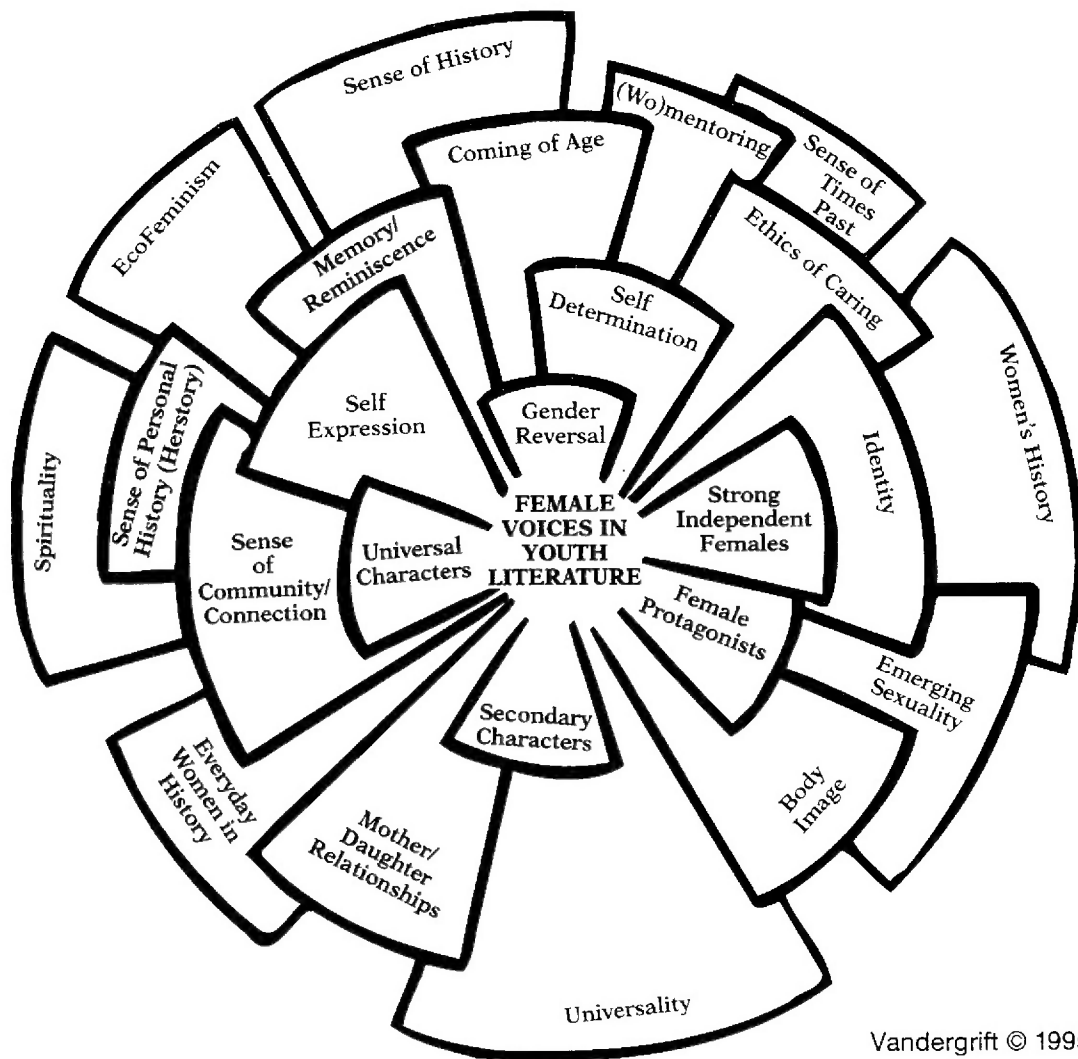 Sense of History
(Wo)mentoring
Sense of
Times
Past
Coming of Age
EcoFeminism
Memory/
Reminiscence
Ethics of Caring
Self
Determination
Women's History
Sense of Personal
History (Herstory)
Self
Expression
Gender
Reversal
Identity
Spirituality
Strong
Independent
Females
FEMALE
VOICES IN
YOUTH
LITERATURE
Universal
Characters
Sense
of
Community/
Connection
Female
Protagonists
Emerging
Sexuality
Secondary
Characters
Body
Image
Everyday
Women in
History
Mother/
Daughter
Relationships
Universality
Vandergrift © 199